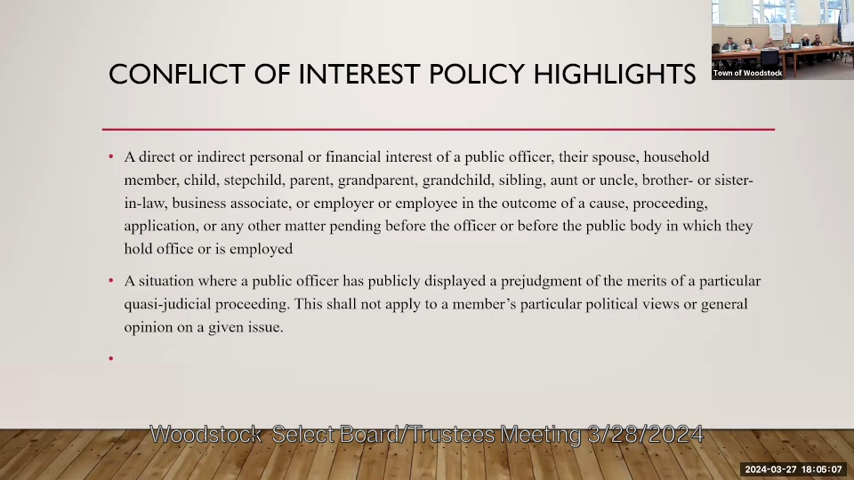 CONFLICT OF INTEREST POLICY HIGHLIGHTS
Town of Woodstock
• A direct or indirect personal or financial interest of a public officer, their spouse, household
member, child, stepchild, parent, grandparent, grandchild, sibling, aunt or uncle, brother- or sister-
in-law, business associate, or employer or employee in the outcome of a cause, proceeding,
application, or any other matter pending before the officer or before the public body in which they
hold office or is employed
• A situation where a public officer has publicly displayed a prejudgment of the merits of a particular
quasi-judicial proceeding. This shall not apply to a member’s particular political views or general
opinion on a given issue.
•
Woodstock Select Board/Trustees Meeting 3/28/2024
2024-03-27 18:05:07